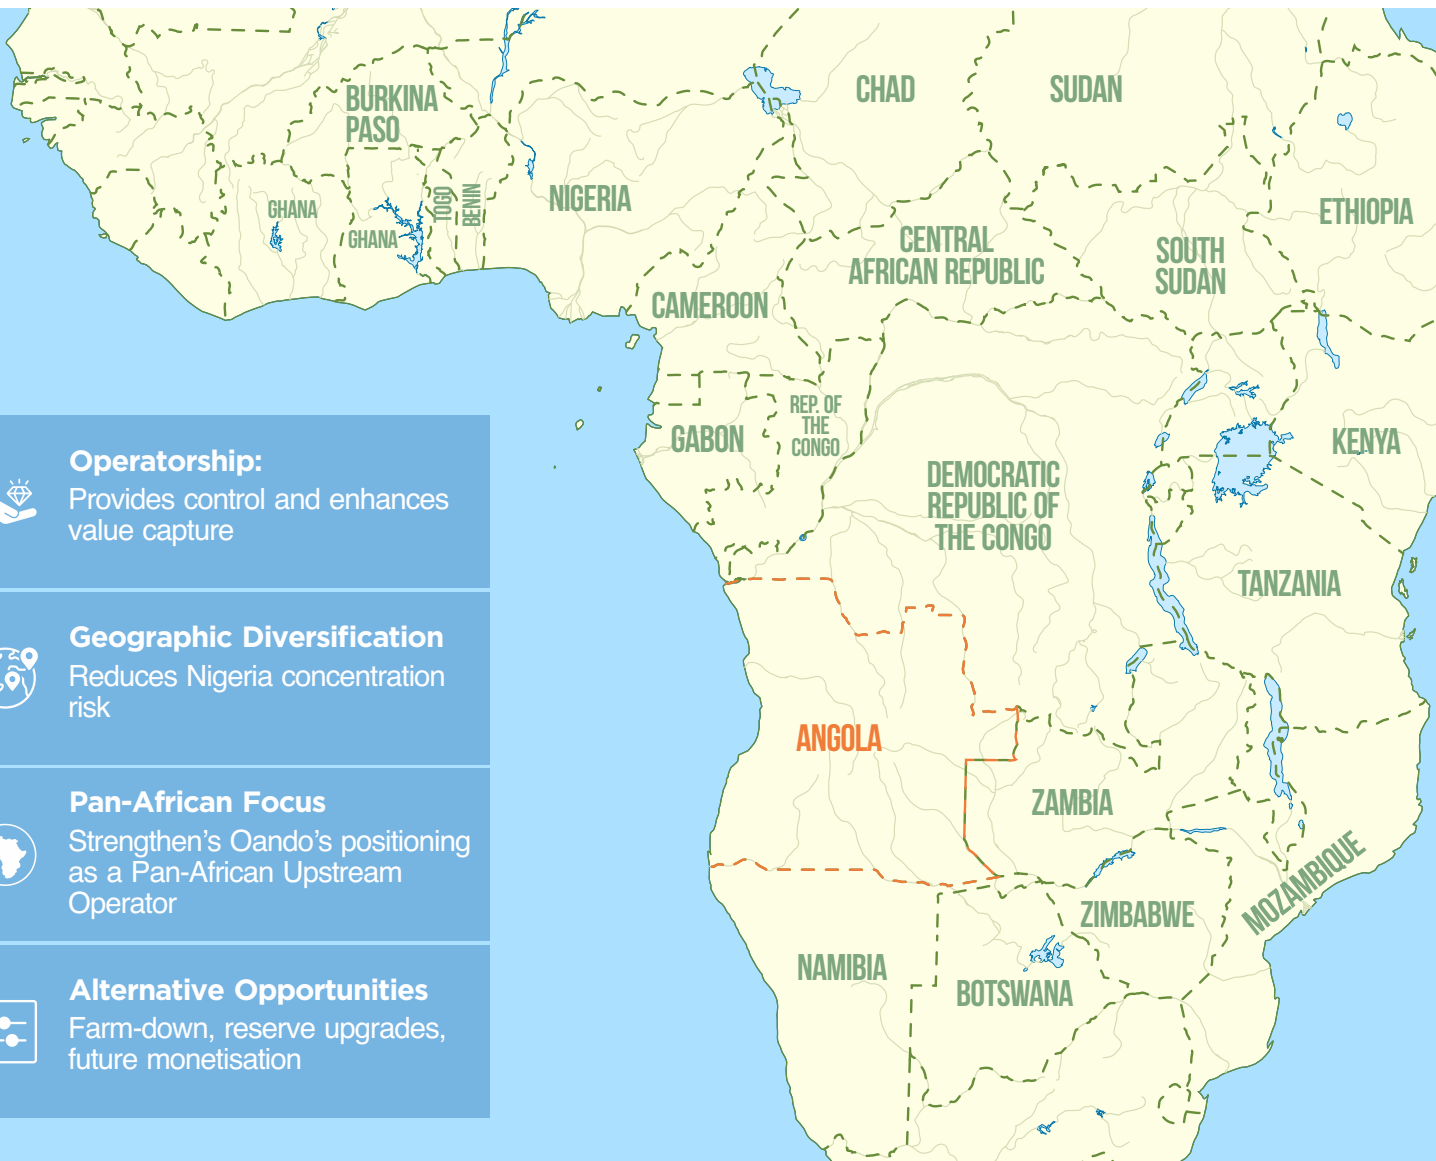 CHAD
SUDAN
BURKINA
PASO
NIGERIA
TOGO
BENIN
GHANA
GHANA
ETHIOPIA
CENTRAL
AFRICAN REPUBLIC
SOUTH
SUDAN
CAMEROON
REP. OF
THE
CONGO
GABON
KENYA
DEMOCRATIC
REPUBLIC OF
THE CONGO
TANZANIA
ANGOLA
ZAMBIA
MOZAMBIQUE
ZIMBABWE
NAMIBIA
BOTSWANA
Operatorship:
Provides control and enhances
value capture
Geographic Diversification
Reduces Nigeria concentration
risk
Pan-African Focus
Strengthen’s Oando’s positioning
as a Pan-African Upstream
Operator
Alternative Opportunities
Farm-down, reserve upgrades,
future monetisation